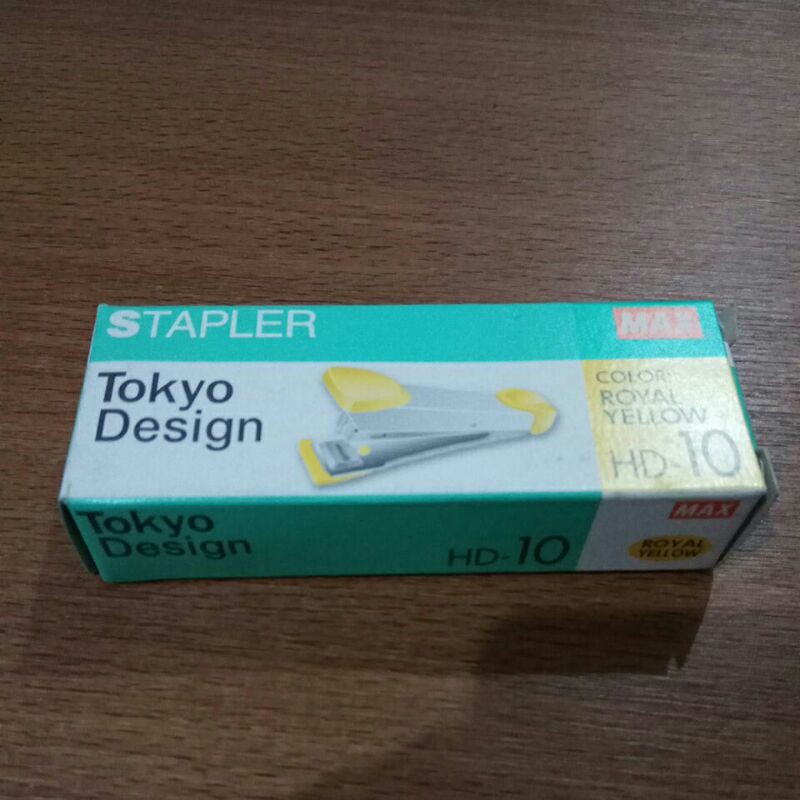 STAPLER
MAX
Tokyo
Design
COLOR:
ROYAL
YELLOW
HD-10
Tokyo
Design
HD-10
MAX
ROYAL
YELLOW